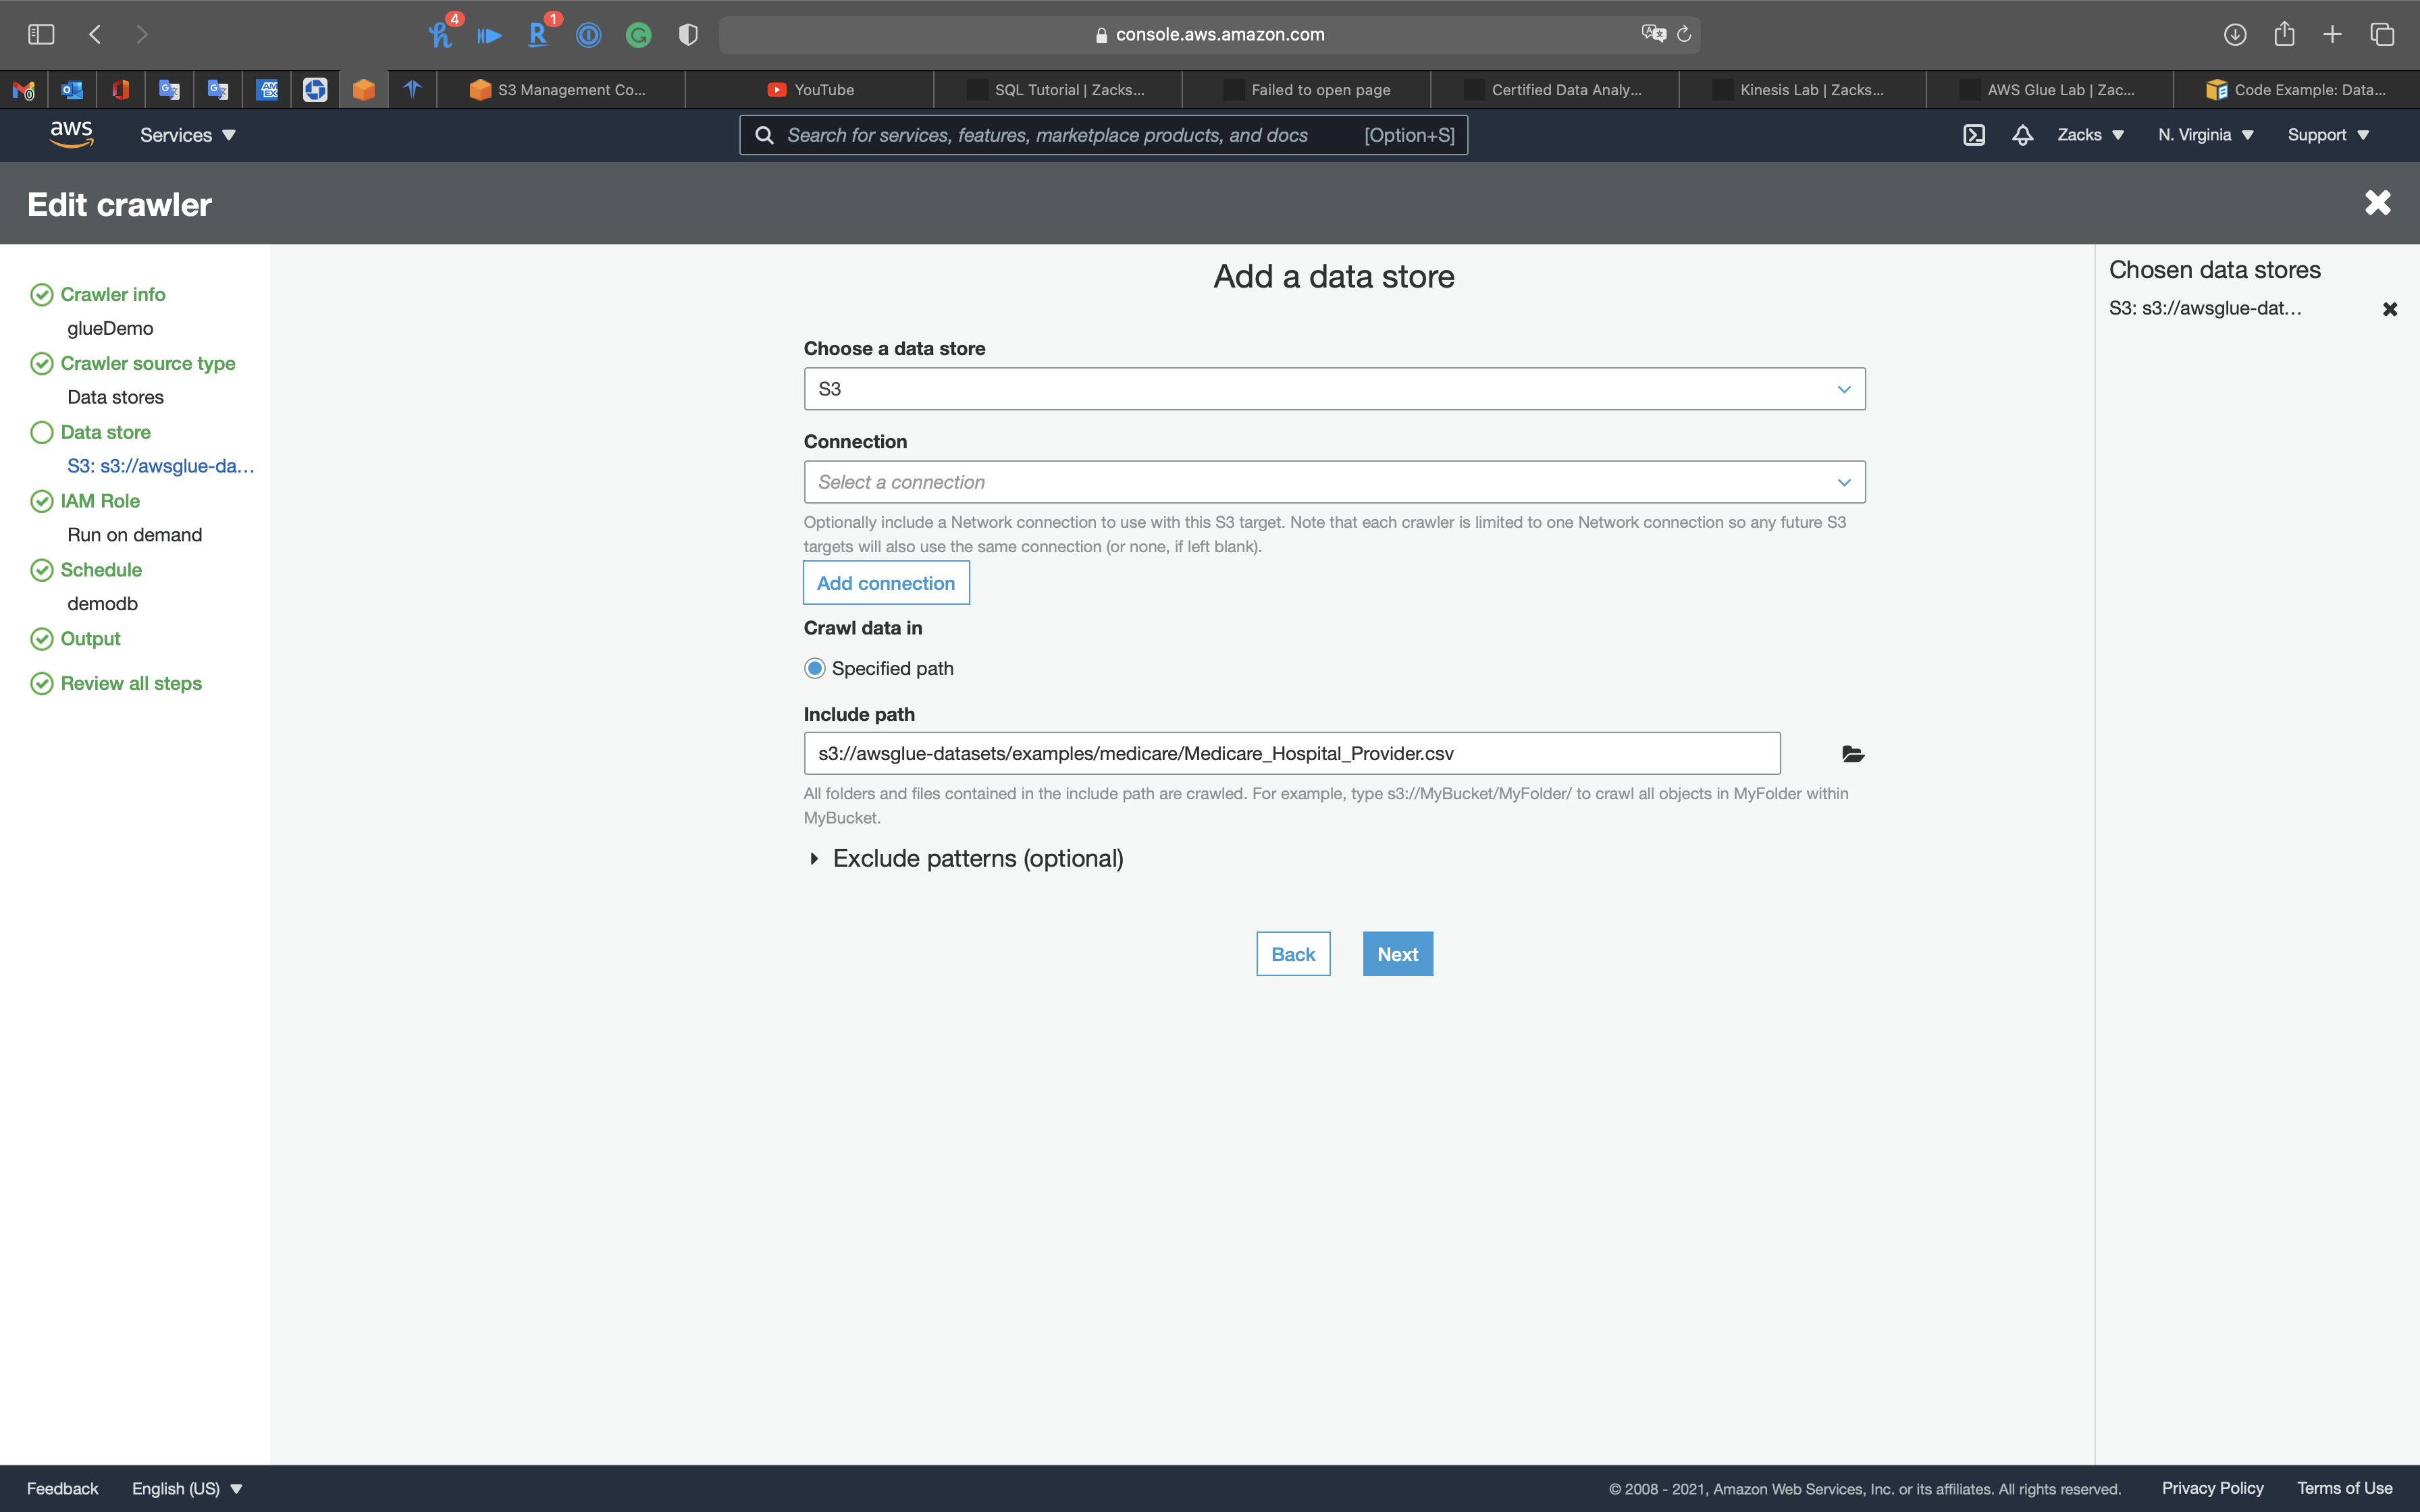 4
1
console.aws.amazon.com
S3 Management Co...
YouTube
SQL Tutorial | Zacks...
Failed to open page
Certified Data Analy...
Kinesis Lab | Zacks...
AWS Glue Lab | Zac...
Code Example: Data...
aws
Services
Search for services, features, marketplace products, and docs [Option+S]
Zacks
N. Virginia
Support
Edit crawler
Crawler info
glueDemo
Crawler source type
Data stores
Data store
S3: s3://awsglue-da...
IAM Role
Run on demand
Schedule
demodb
Output
Review all steps
Add a data store
Choose a data store
S3
Connection
Select a connection
Optionally include a Network connection to use with this S3 target. Note that each crawler is limited to one Network connection so any future S3
targets will also use the same connection (or none, if left blank).
Add connection
Crawl data in
Specified path
Include path
s3://awsglue-datasets/examples/medicare/Medicare_Hospital_Provider.csv
All folders and files contained in the include path are crawled. For example, type s3://MyBucket/MyFolder/ to crawl all objects in MyFolder within
MyBucket.
Exclude patterns (optional)
Back
Next
Chosen data stores
S3: s3://awsglue-dat...
Feedback
English (US)
© 2008 - 2021, Amazon Web Services, Inc. or its affiliates. All rights reserved.
Privacy Policy
Terms of Use